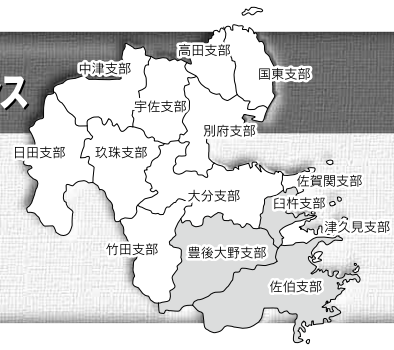 高田支部
中津支部
国東支部
ス
宇佐支部
別府支部
日田支部
玖珠支部
佐賀関支部
大分支部
臼杵支部
津久見支部
竹田支部
豊後大野支部
佐伯支部